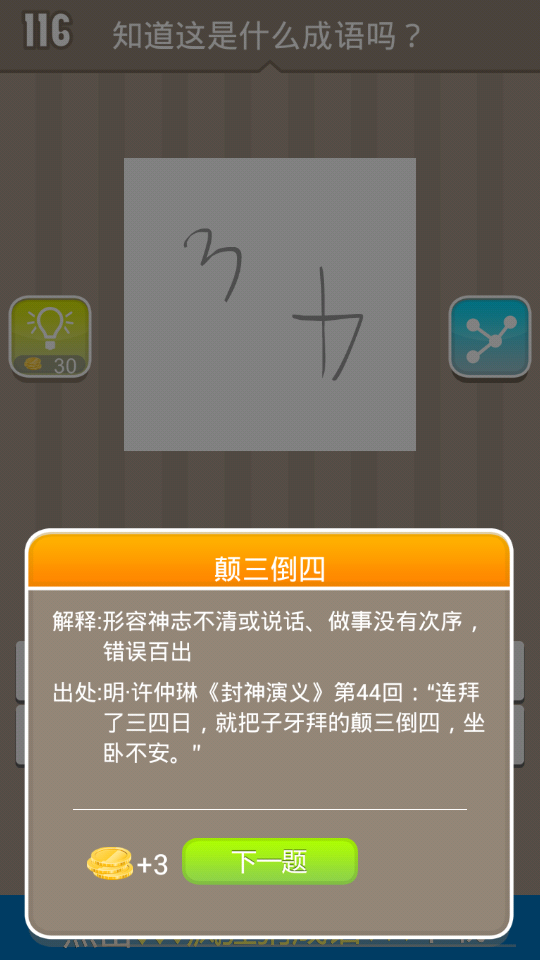 116
知道这是什么成语吗？
3
4
30
颠三倒四
解释:形容神志不清或说话、做事没有次序，
错误百出
出处:明·许仲琳《封神演义》第44回：“连拜
了三四日，就把子牙拜的颠三倒四，坐
卧不安。”
+3
下一题